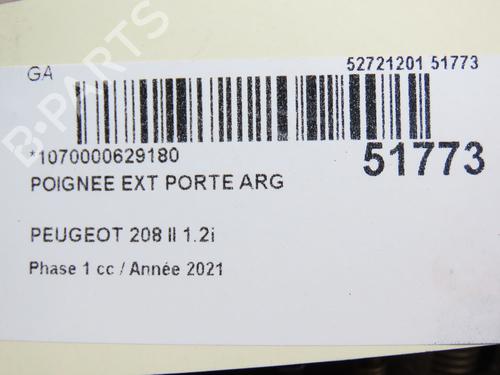 GA
52721201 51773
*1070000629180
51773
POIGNEE EXT PORTE ARG
PEUGEOT 208 II 1.2i
Phase 1 cc / Année 2021
B-PARTS